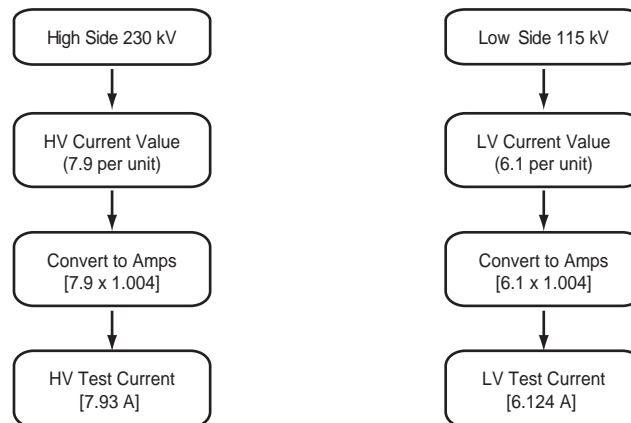 High Side 230 kV
HV Current Value
(7.9 per unit)
Convert to Amps
[7.9 x 1.004]
HV Test Current
[7.93 A]
Low Side 115 kV
LV Current Value
(6.1 per unit)
Convert to Amps
[6.1 x 1.004]
LV Test Current
[6.124 A]